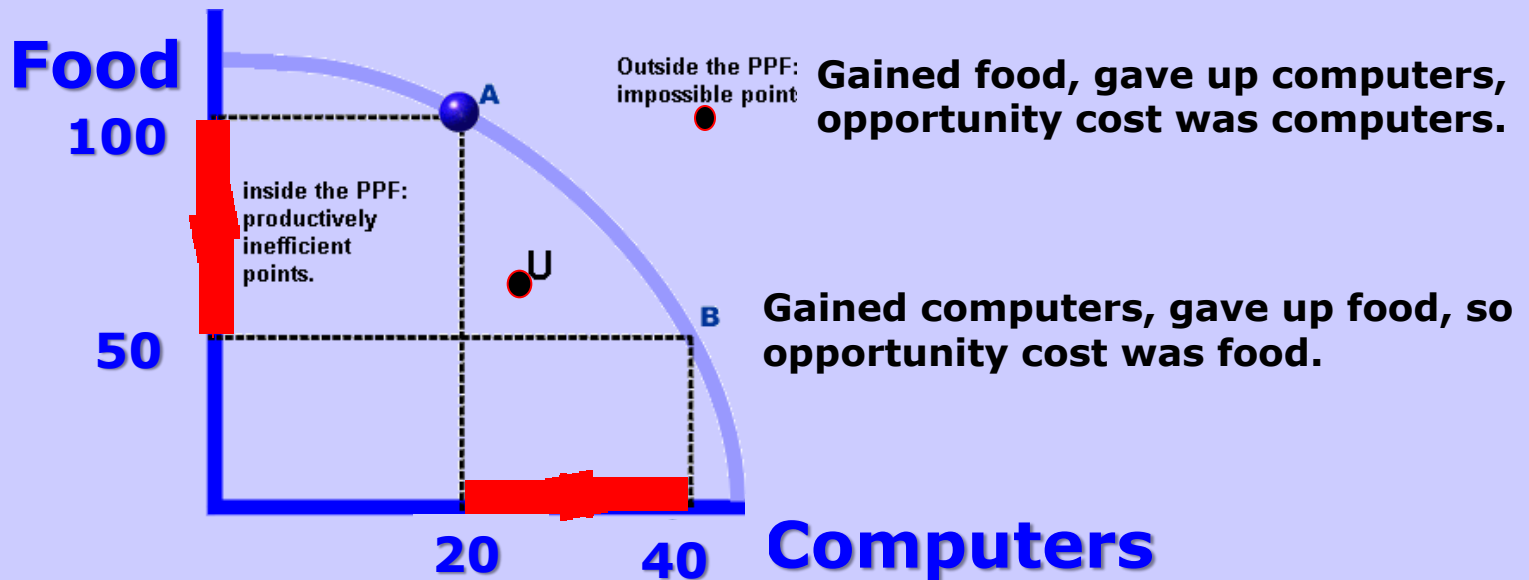 Food
100
50
A
Outside the PPF:
impossible point
Gained food, gave up computers,
opportunity cost was computers.
inside the PPF:
productively
inefficient
points.
U
B
Gained computers, gave up food, so
opportunity cost was food.
20
40
Computers